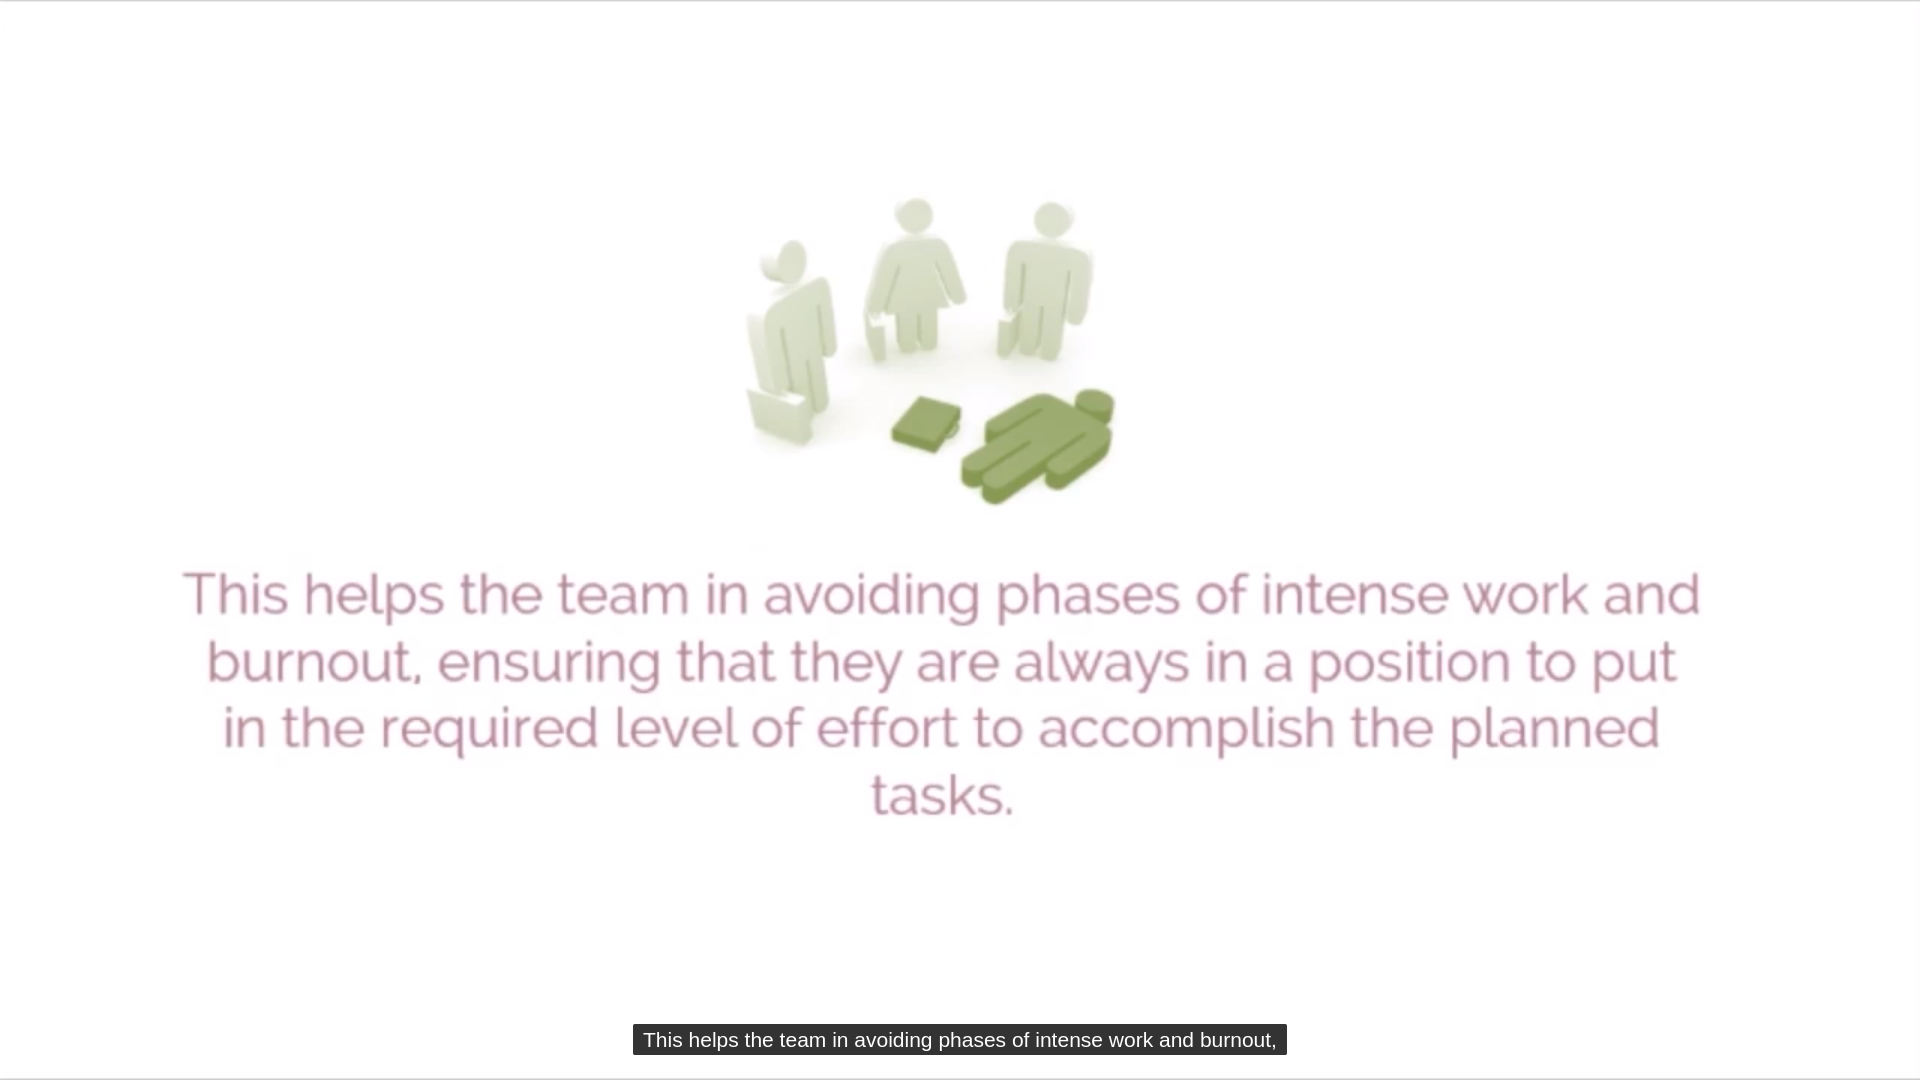 This helps the team in avoiding phases of intense work and
burnout, ensuring that they are always in a position to put
in the required level of effort to accomplish the planned
tasks.
This helps the team in avoiding phases of intense work and burnout,